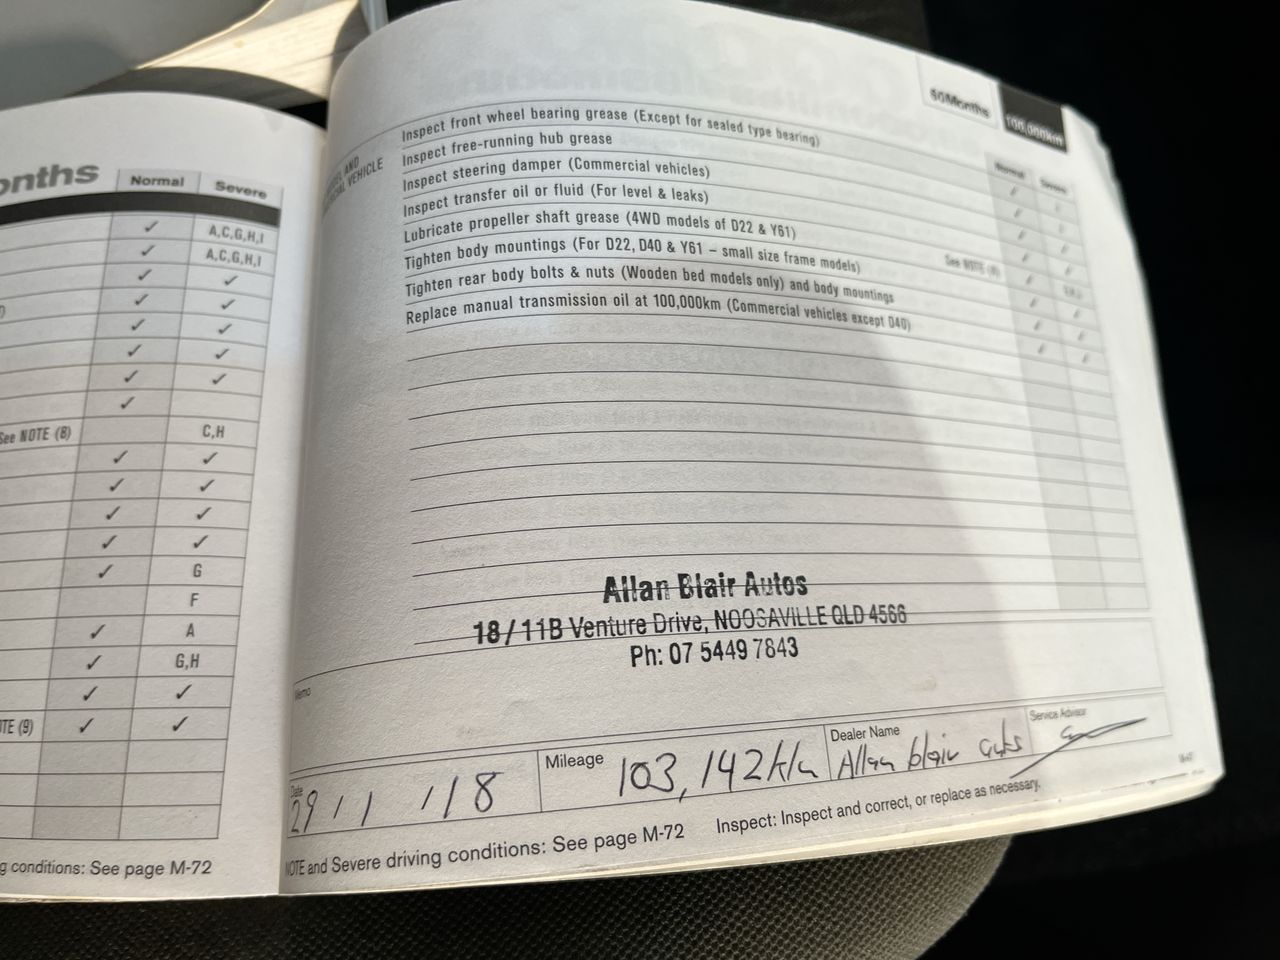 onths
Normal
Severe
✓ A,C,G,H,I
✓ A,C,G,H,I
✓ ✓
✓ ✓
✓ ✓
✓ ✓
✓ ✓
✓
See NOTE (8) C,H
✓ ✓
✓ ✓
✓ ✓
✓ ✓
✓ G
F
✓ A
✓ G,H
✓ ✓
OTE (9) ✓ ✓
g conditions: See page M-72
100,000km
Normal Severe
AND
VEHICLE
Inspect front wheel bearing grease (Except for sealed type bearing)
Inspect free-running hub grease
Inspect steering damper (Commercial vehicles)
Inspect transfer oil or fluid (For level & leaks)
Lubricate propeller shaft grease (4WD models of D22 & Y61)
Tighten body mountings (For D22, D40 & Y61 – small size frame models)
Tighten rear body bolts & nuts (Wooden bed models only) and body mountings
Replace manual transmission oil at 100,000km (Commercial vehicles except D40)
Allan Blair Autos
18/11B Venture Drive, NOOSAVILLE QLD 4566
Ph: 07 5449 7843
Memo
Date 29/1/18
Mileage 103,142km
Dealer Name Allan blair auts
Service Advisor
NOTE and Severe driving conditions: See page M-72 Inspect: Inspect and correct, or replace as necessary.